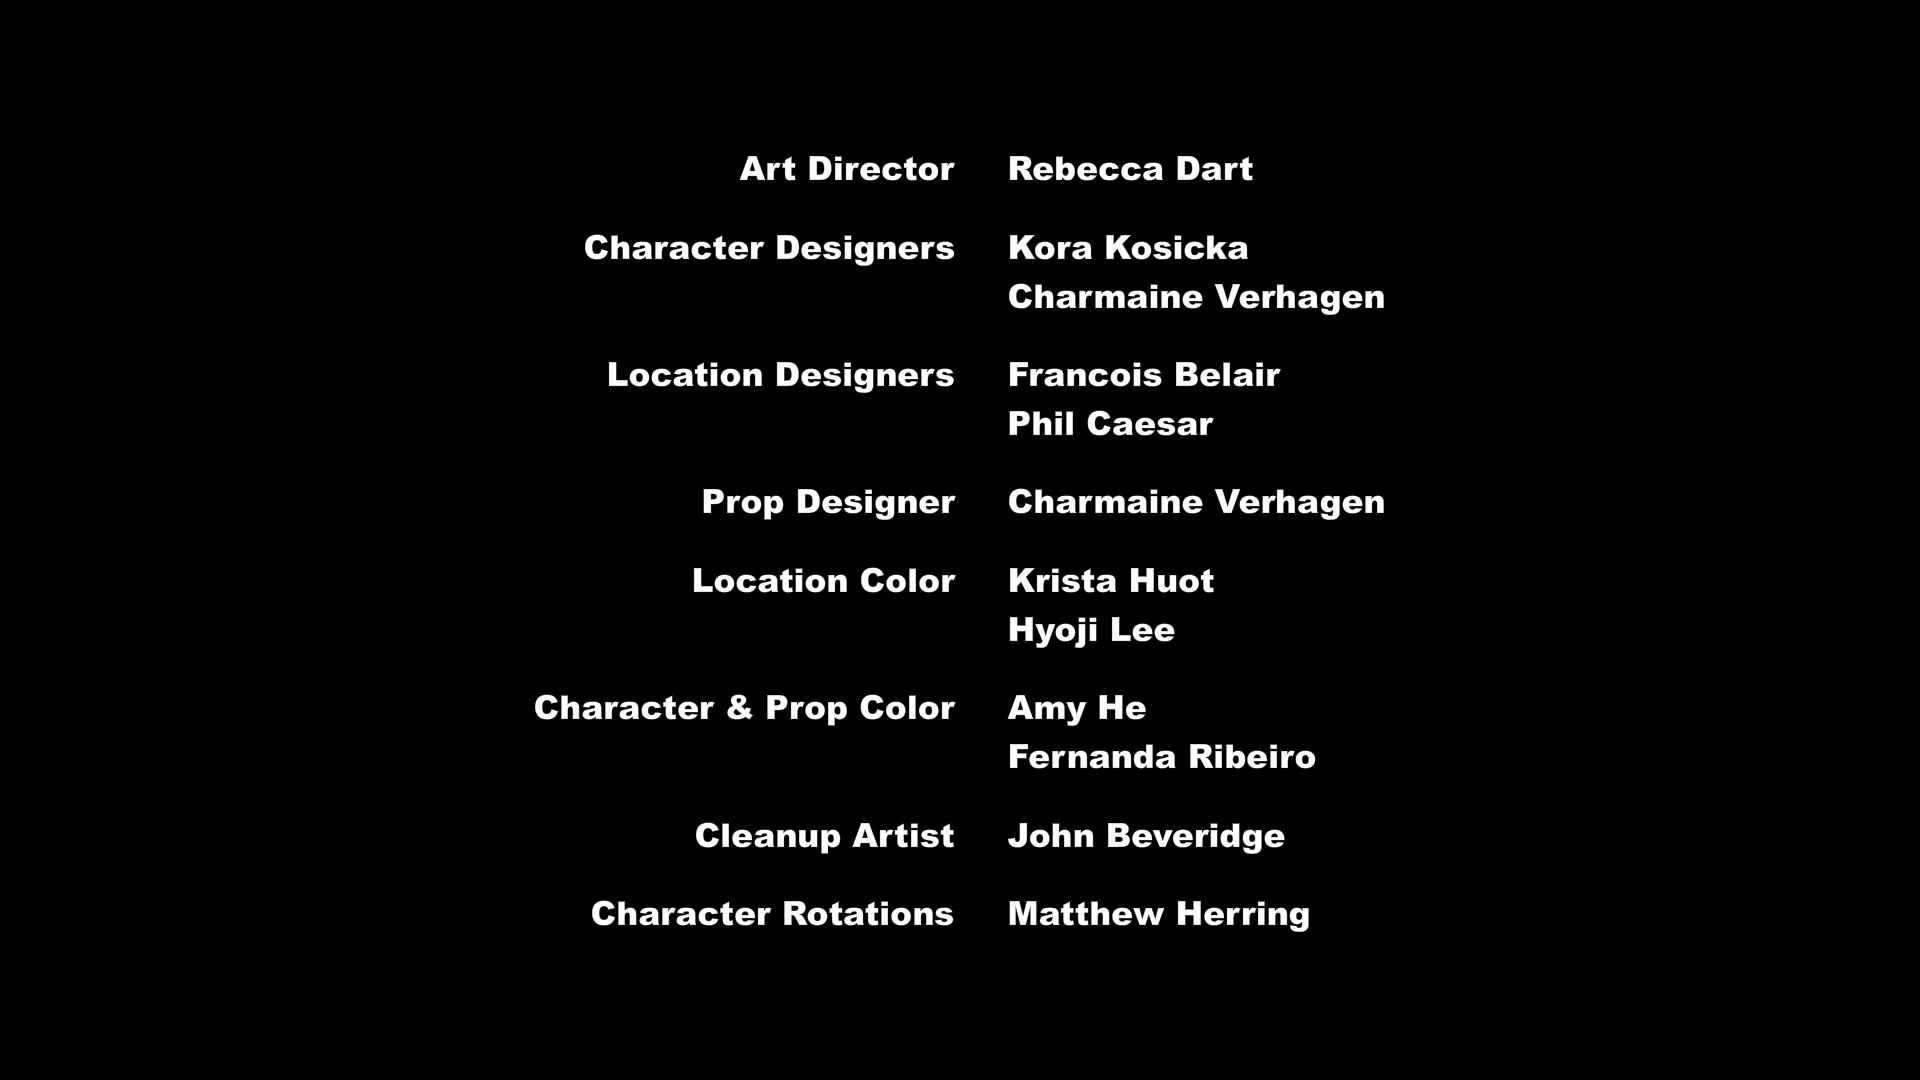 Art Director Rebecca Dart
Character Designers Kora Kosicka
Charmaine Verhagen
Location Designers Francois Belair
Phil Caesar
Prop Designer Charmaine Verhagen
Location Color Krista Huot
Hyoji Lee
Character & Prop Color Amy He
Fernanda Ribeiro
Cleanup Artist John Beveridge
Character Rotations Matthew Herring